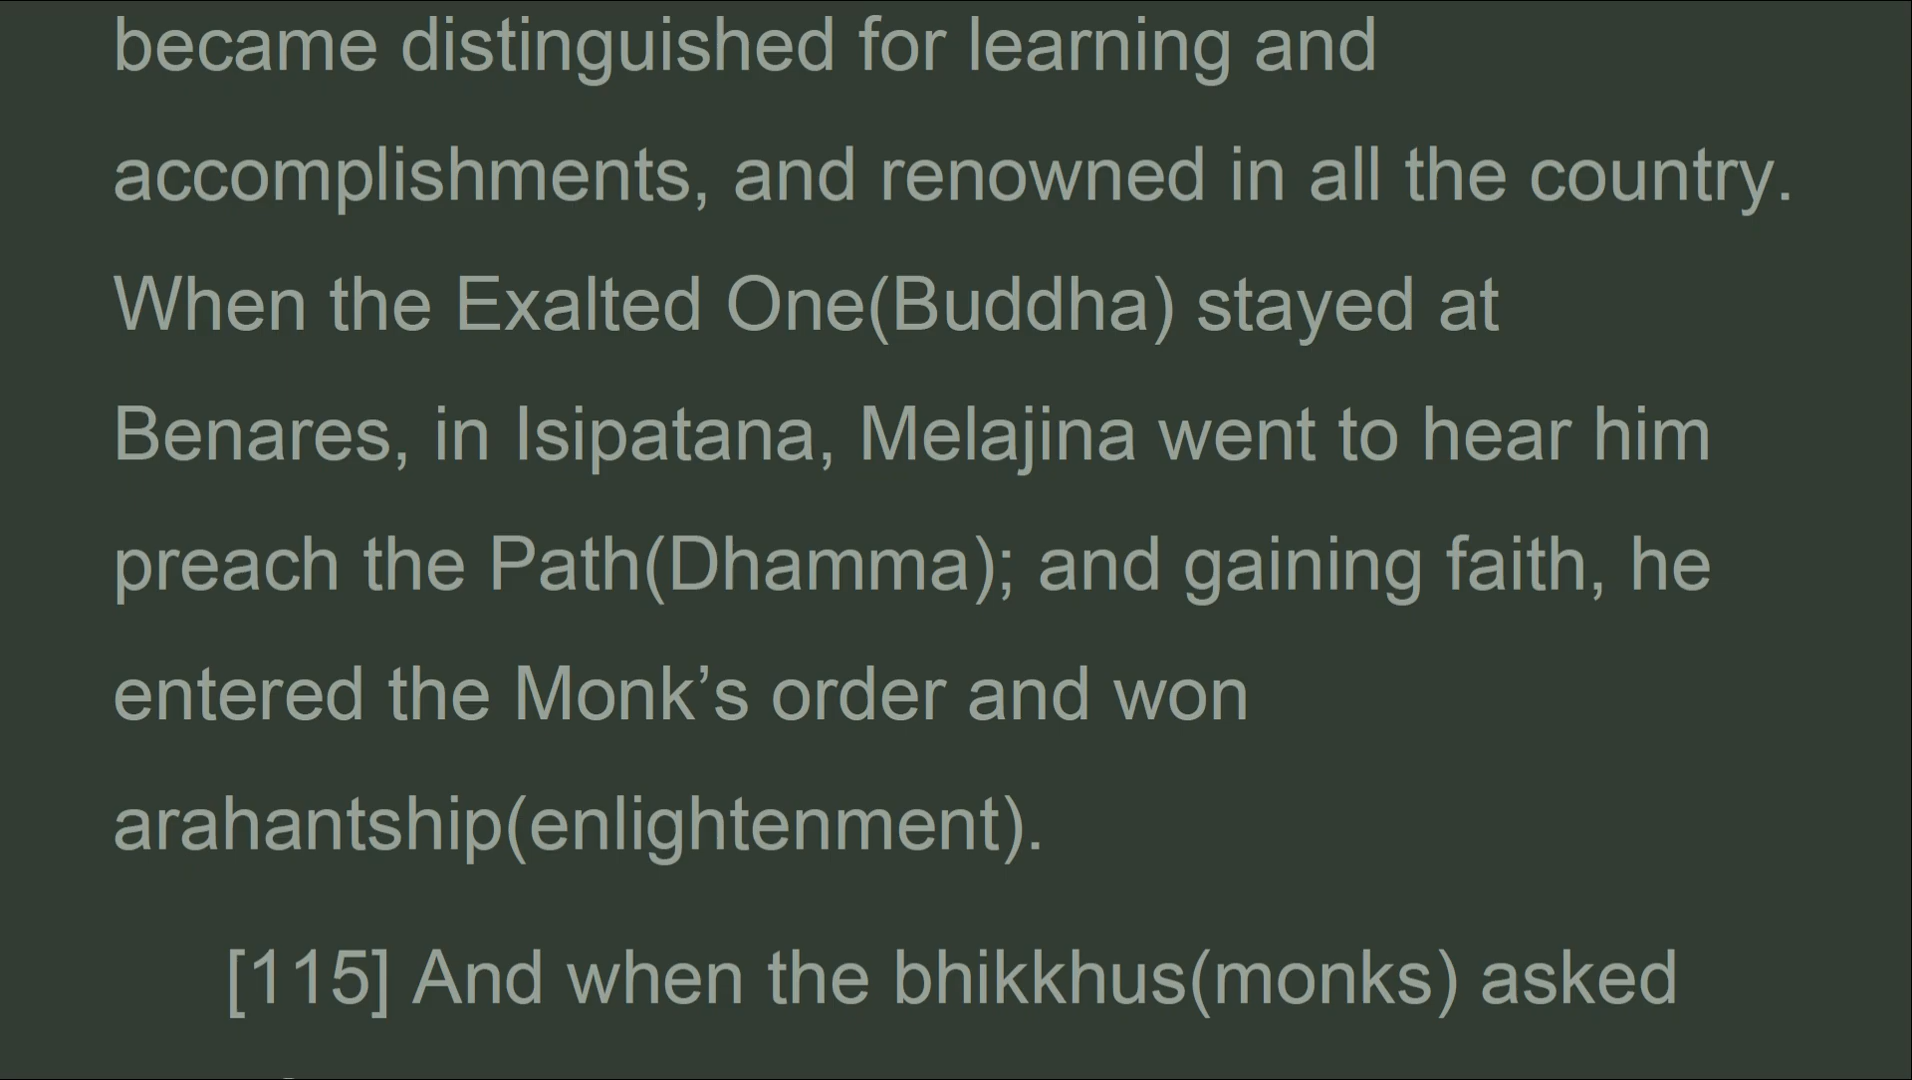 became distinguished for learning and
accomplishments, and renowned in all the country.
When the Exalted One(Buddha) stayed at
Benares, in Isipatana, Melajina went to hear him
preach the Path(Dhamma); and gaining faith, he
entered the Monk’s order and won
arahantship(enlightenment).
[115] And when the bhikkhus(monks) asked